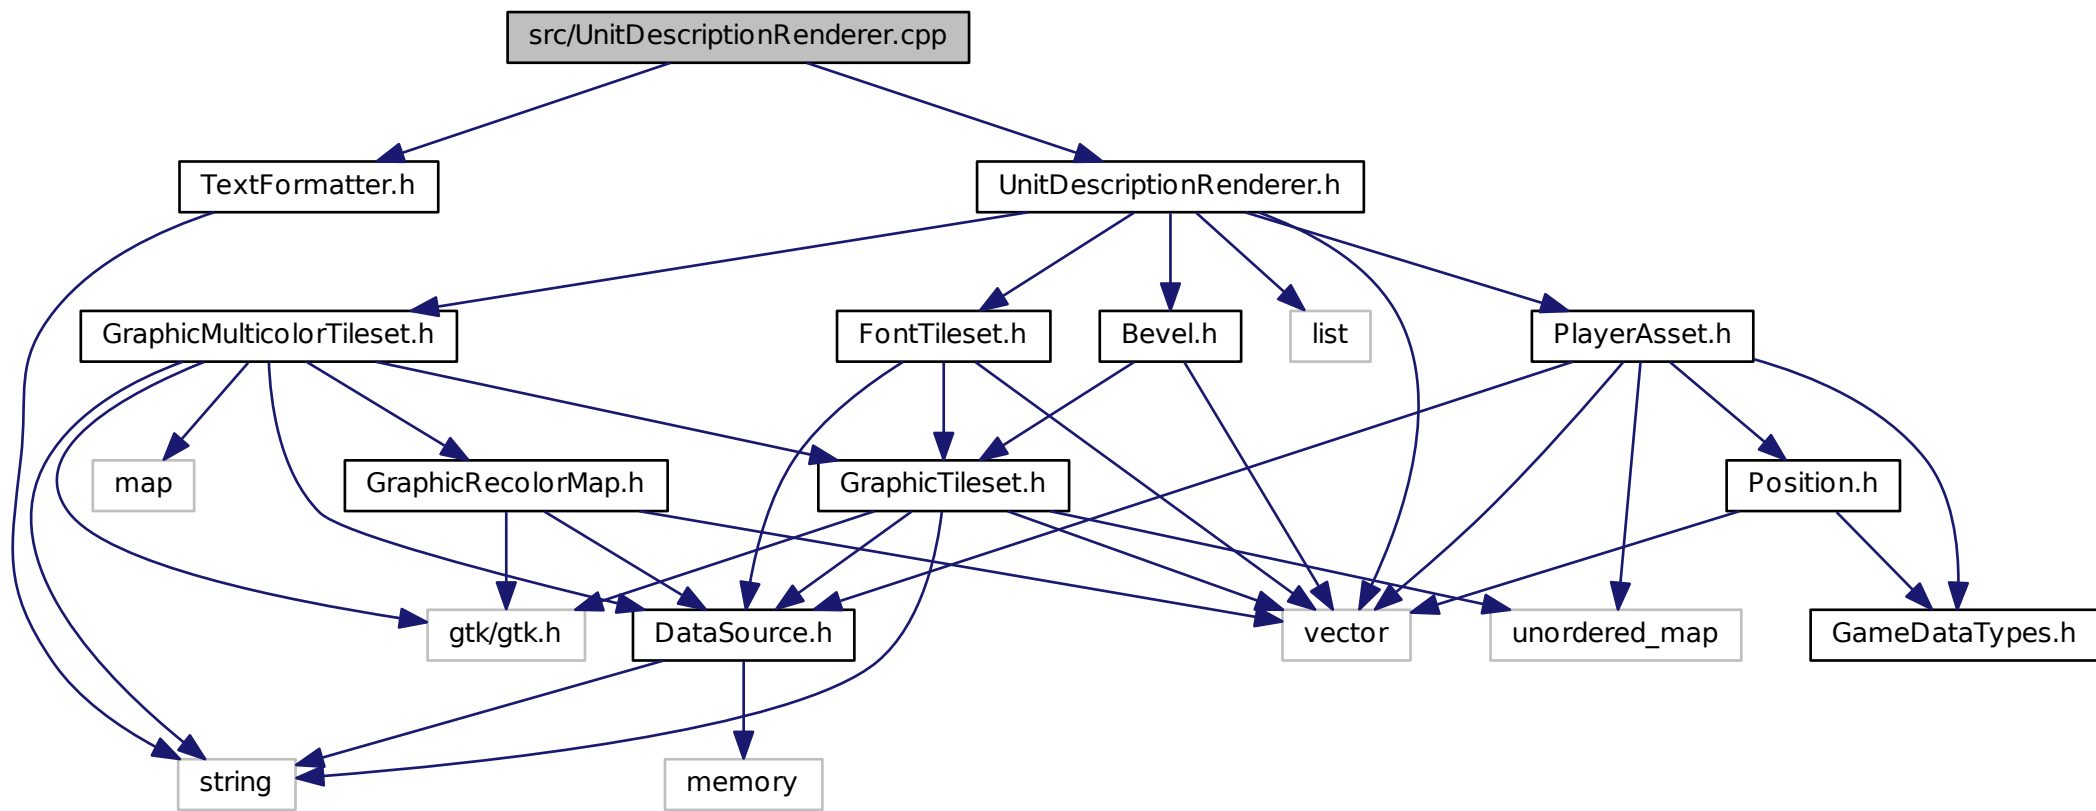 src/UnitDescriptionRenderer.cpp
TextFormatter.h
UnitDescriptionRenderer.h
GraphicMulticolorTileset.h
FontTileset.h
Bevel.h
list
PlayerAsset.h
map
GraphicRecolorMap.h
GraphicTileset.h
Position.h
gtk/gtk.h
DataSource.h
vector
unordered_map
GameDataTypes.h
string
memory